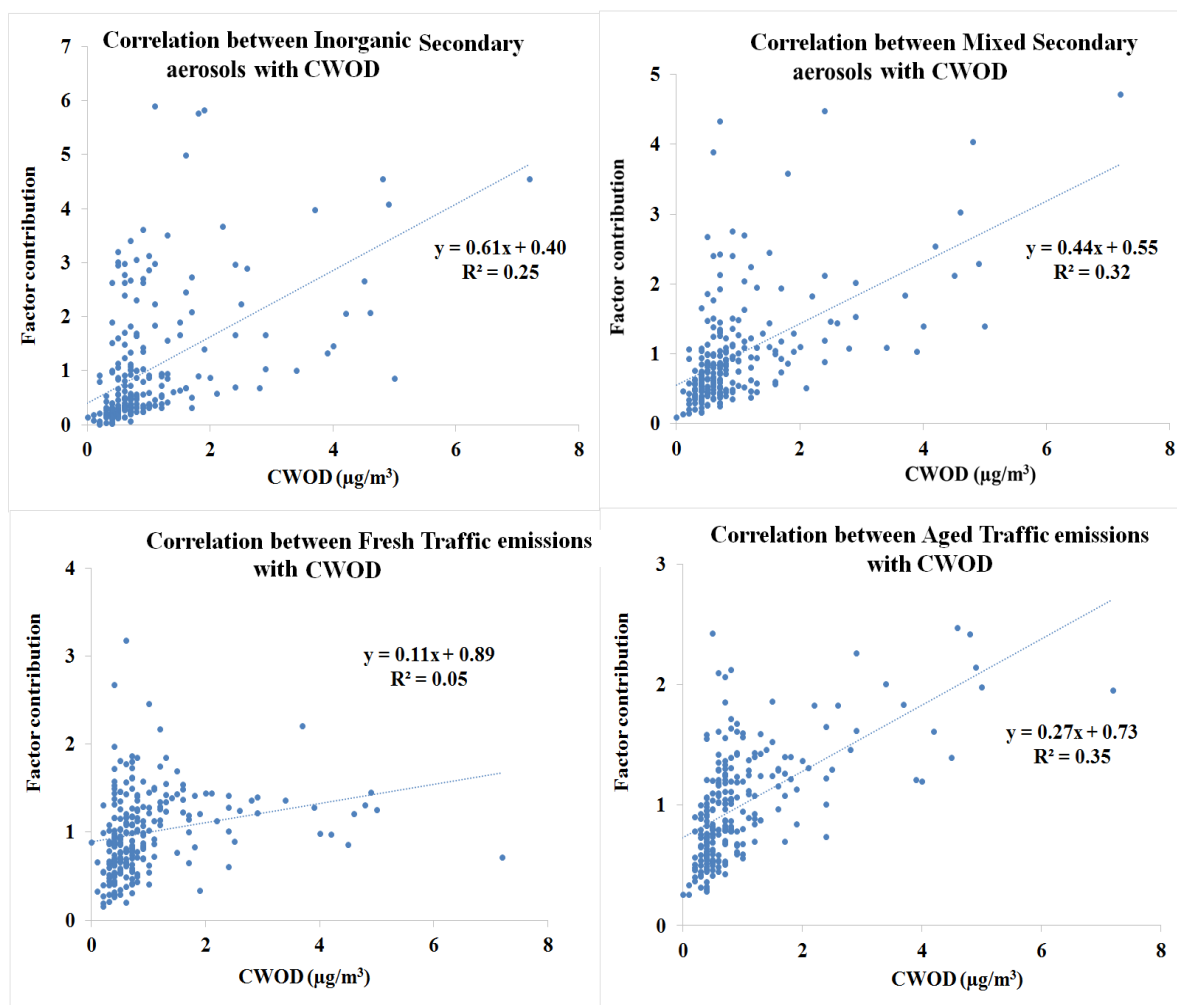 Correlation between Inorganic Secondary
aerosols with CWOD
7
6
5
4
3
2
1
0
0 2 4 6 8
Factor contribution
CWOD (µg/m³)
y = 0.61x + 0.40
R² = 0.25
Correlation between Mixed Secondary
aerosols with CWOD
5
4
3
2
1
0
0 2 4 6 8
Factor contribution
CWOD (µg/m³)
y = 0.44x + 0.55
R² = 0.32
Correlation between Fresh Traffic emissions
with CWOD
4
3
2
1
0
0 2 4 6 8
Factor contribution
CWOD (µg/m³)
y = 0.11x + 0.89
R² = 0.05
Correlation between Aged Traffic emissions
with CWOD
3
2
1
0
0 2 4 6 8
Factor contribution
CWOD (µg/m³)
y = 0.27x + 0.73
R² = 0.35